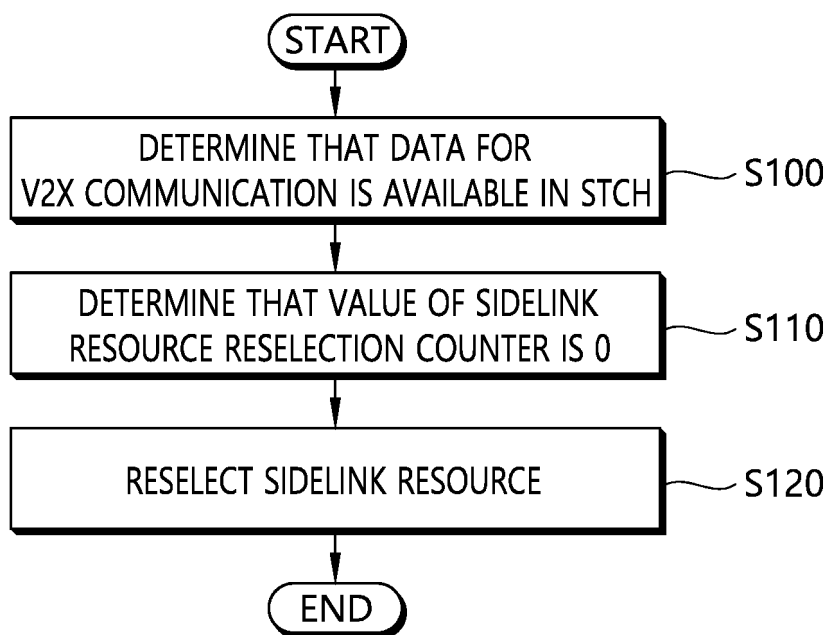 START
DETERMINE THAT DATA FOR
V2X COMMUNICATION IS AVAILABLE IN STCH
S100
DETERMINE THAT VALUE OF SIDELINK
RESOURCE RESELECTION COUNTER IS 0
S110
RESELECT SIDELINK RESOURCE
S120
END